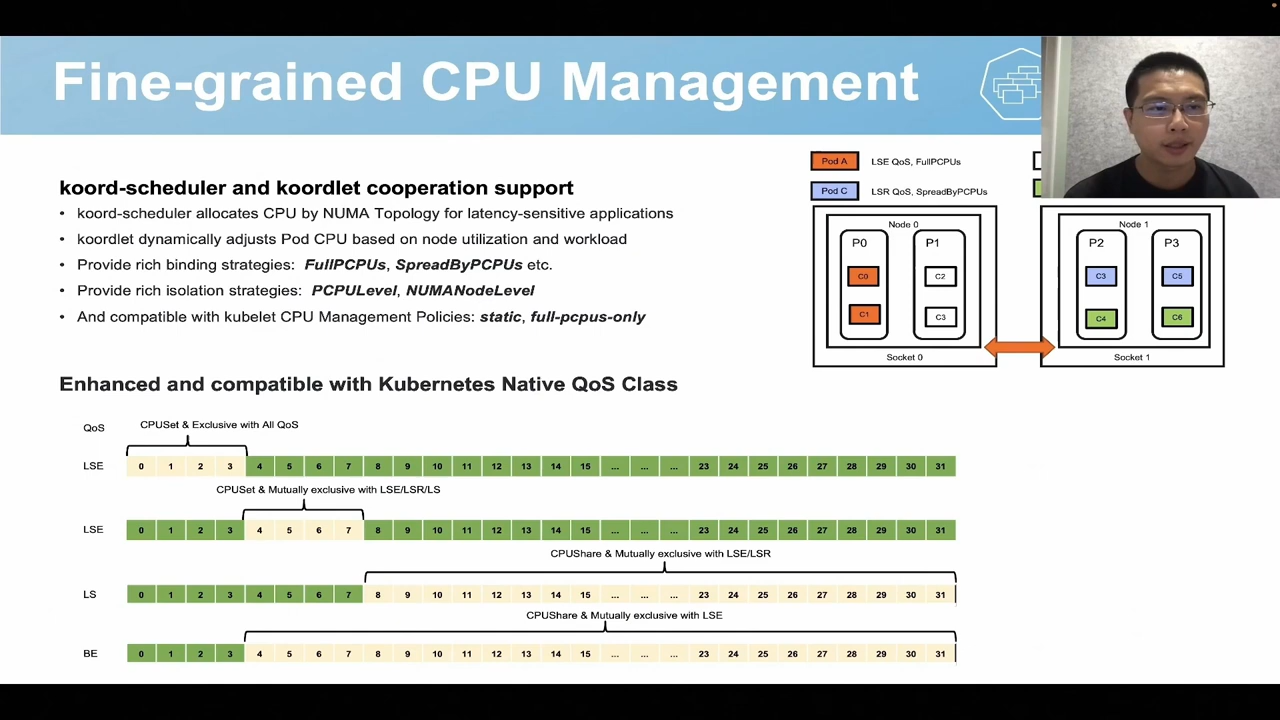 Fine-grained CPU Management
koord-scheduler and koordlet cooperation support
• koord-scheduler allocates CPU by NUMA Topology for latency-sensitive applications
• koordlet dynamically adjusts Pod CPU based on node utilization and workload
• Provide rich binding strategies: FullPCPUs, SpreadByPCPUs etc.
• Provide rich isolation strategies: PCPULevel, NUMANodeLevel
• And compatible with kubelet CPU Management Policies: static, full-pcpus-only
Pod A LSE QoS, FullPCPUs
Pod C LSR QoS, SpreadByPCPUs
Node 0 Node 1
P0 P1 P2 P3
C0 C2 C3 C5
C1 C3 C4 C6
Socket 0 Socket 1
Enhanced and compatible with Kubernetes Native QoS Class
QoS CPUSet & Exclusive with All QoS
LSE 0 1 2 3 4 5 6 7 8 9 10 11 12 13 14 15 ... ... ... 23 24 25 26 27 28 29 30 31
CPUSet & Mutually exclusive with LSE/LSR/LS
LSE 0 1 2 3 4 5 6 7 8 9 10 11 12 13 14 15 ... ... ... 23 24 25 26 27 28 29 30 31
CPUShare & Mutually exclusive with LSE/LSR
LS 0 1 2 3 4 5 6 7 8 9 10 11 12 13 14 15 ... ... ... 23 24 25 26 27 28 29 30 31
CPUShare & Mutually exclusive with LSE
BE 0 1 2 3 4 5 6 7 8 9 10 11 12 13 14 15 ... ... ... 23 24 25 26 27 28 29 30 31